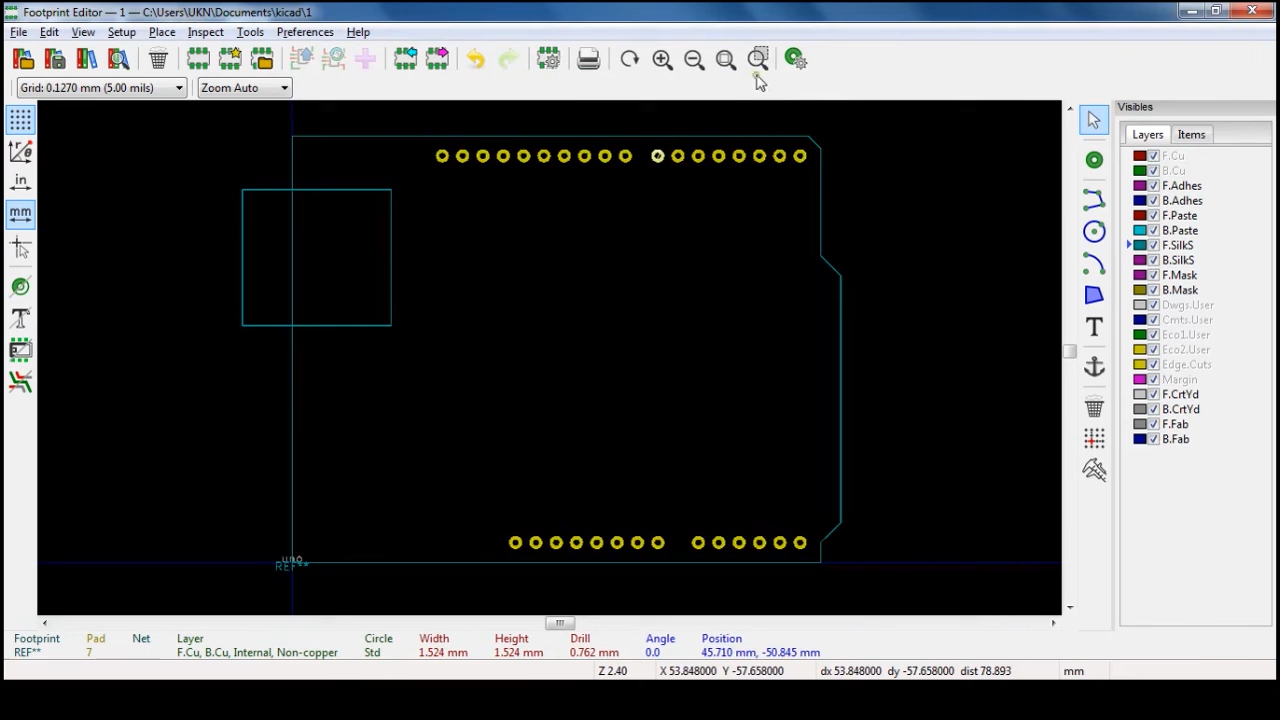 Footprint Editor — 1 — C:\Users\UKN\Documents\kicad\1
File Edit View Setup Place Inspect Tools Preferences Help
Grid: 0.1270 mm (5.00 mils) Zoom Auto
Visibles
Layers Items
in
mm
F.Cu
B.Cu
F.Adhes
B.Adhes
F.Paste
B.Paste
F.SilkS
B.SilkS
F.Mask
B.Mask
Dwgs.User
Cmts.User
Eco1.User
Eco2.User
Edge.Cuts
Margin
F.CrtYd
B.CrtYd
F.Fab
B.Fab
REF**
Footprint Pad Net Layer Circle Width Height Drill Angle Position
REF** 7 F.Cu, B.Cu, Internal, Non-copper Std 1.524 mm 1.524 mm 0.762 mm 0.0 45.710 mm, -50.845 mm
Z 2.40 X 53.848000 Y -57.658000 dx 53.848000 dy -57.658000 dist 78.893 mm